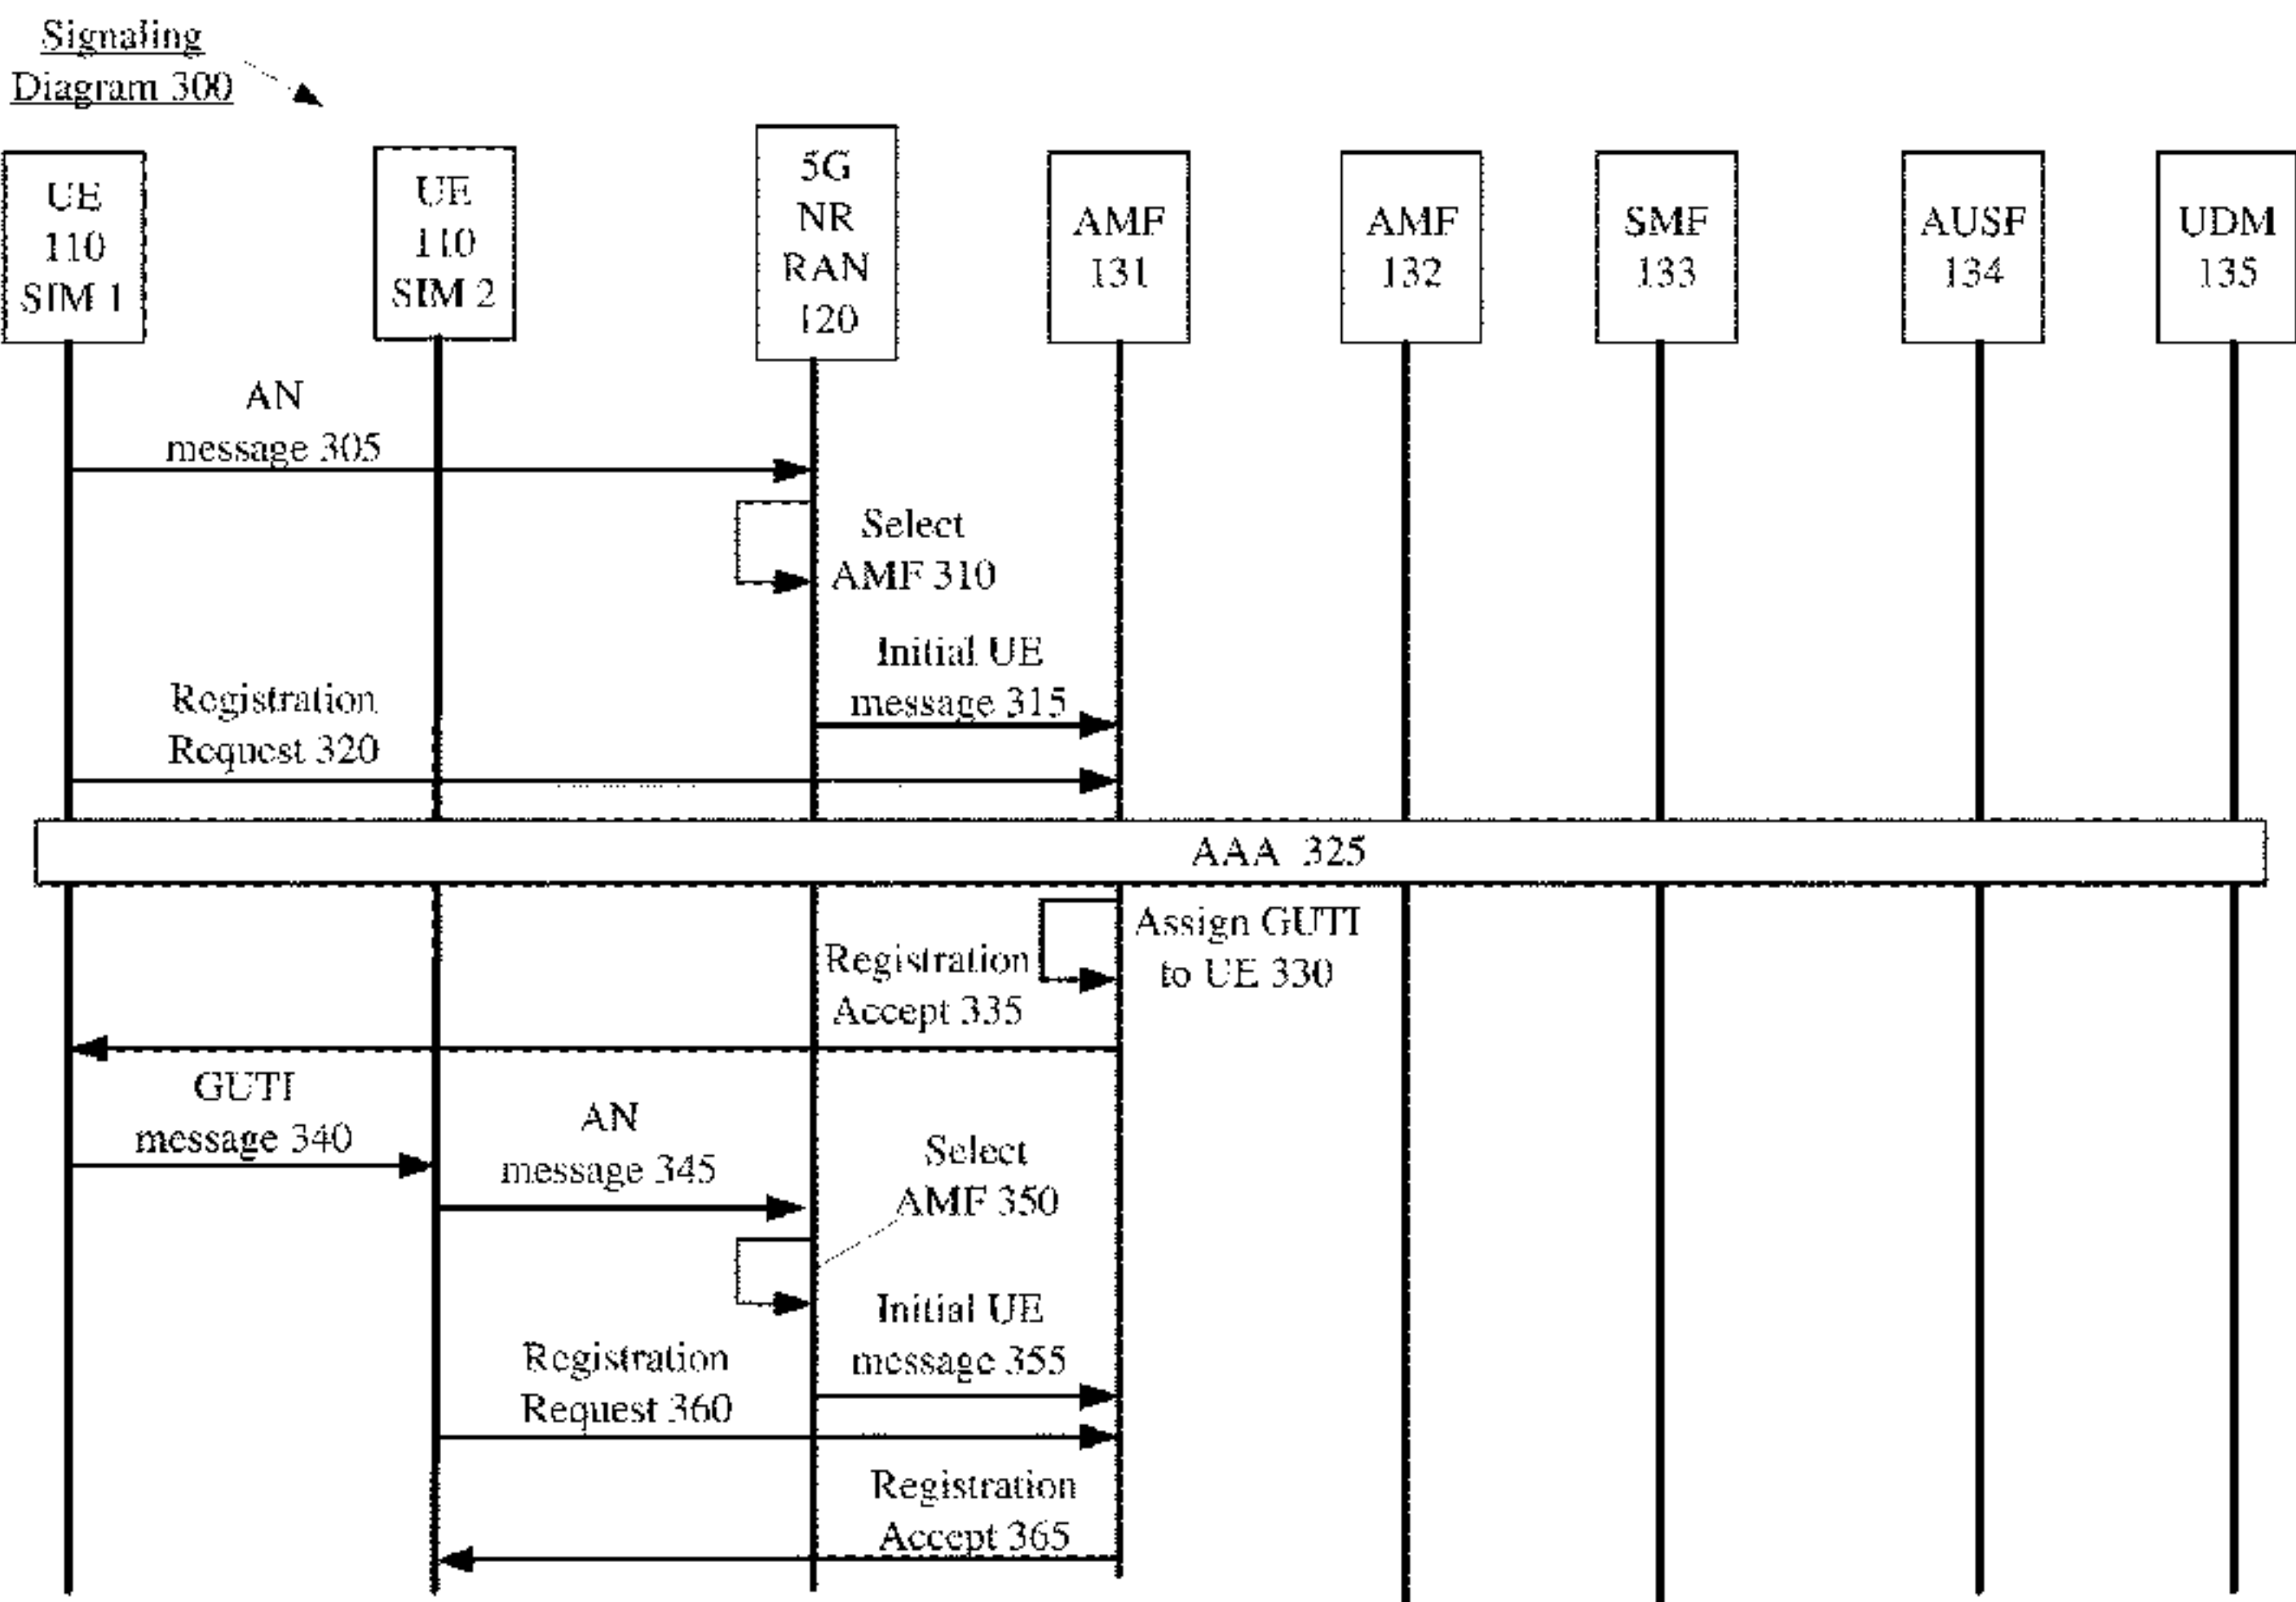 Signaling
Diagram 300
UE
110
SIM 1
UE
110
SIM 2
5G
NR
RAN
120
AMF
131
AMF
132
SMF
133
AUSF
134
UDM
135
AN
message 305
Select
AMF 310
Initial UE
message 315
Registration
Request 320
AAA 325
Assign GUTI
to UE 330
Registration
Accept 335
GUTI
message 340
AN
message 345
Select
AMF 350
Initial UE
message 355
Registration
Request 360
Registration
Accept 365